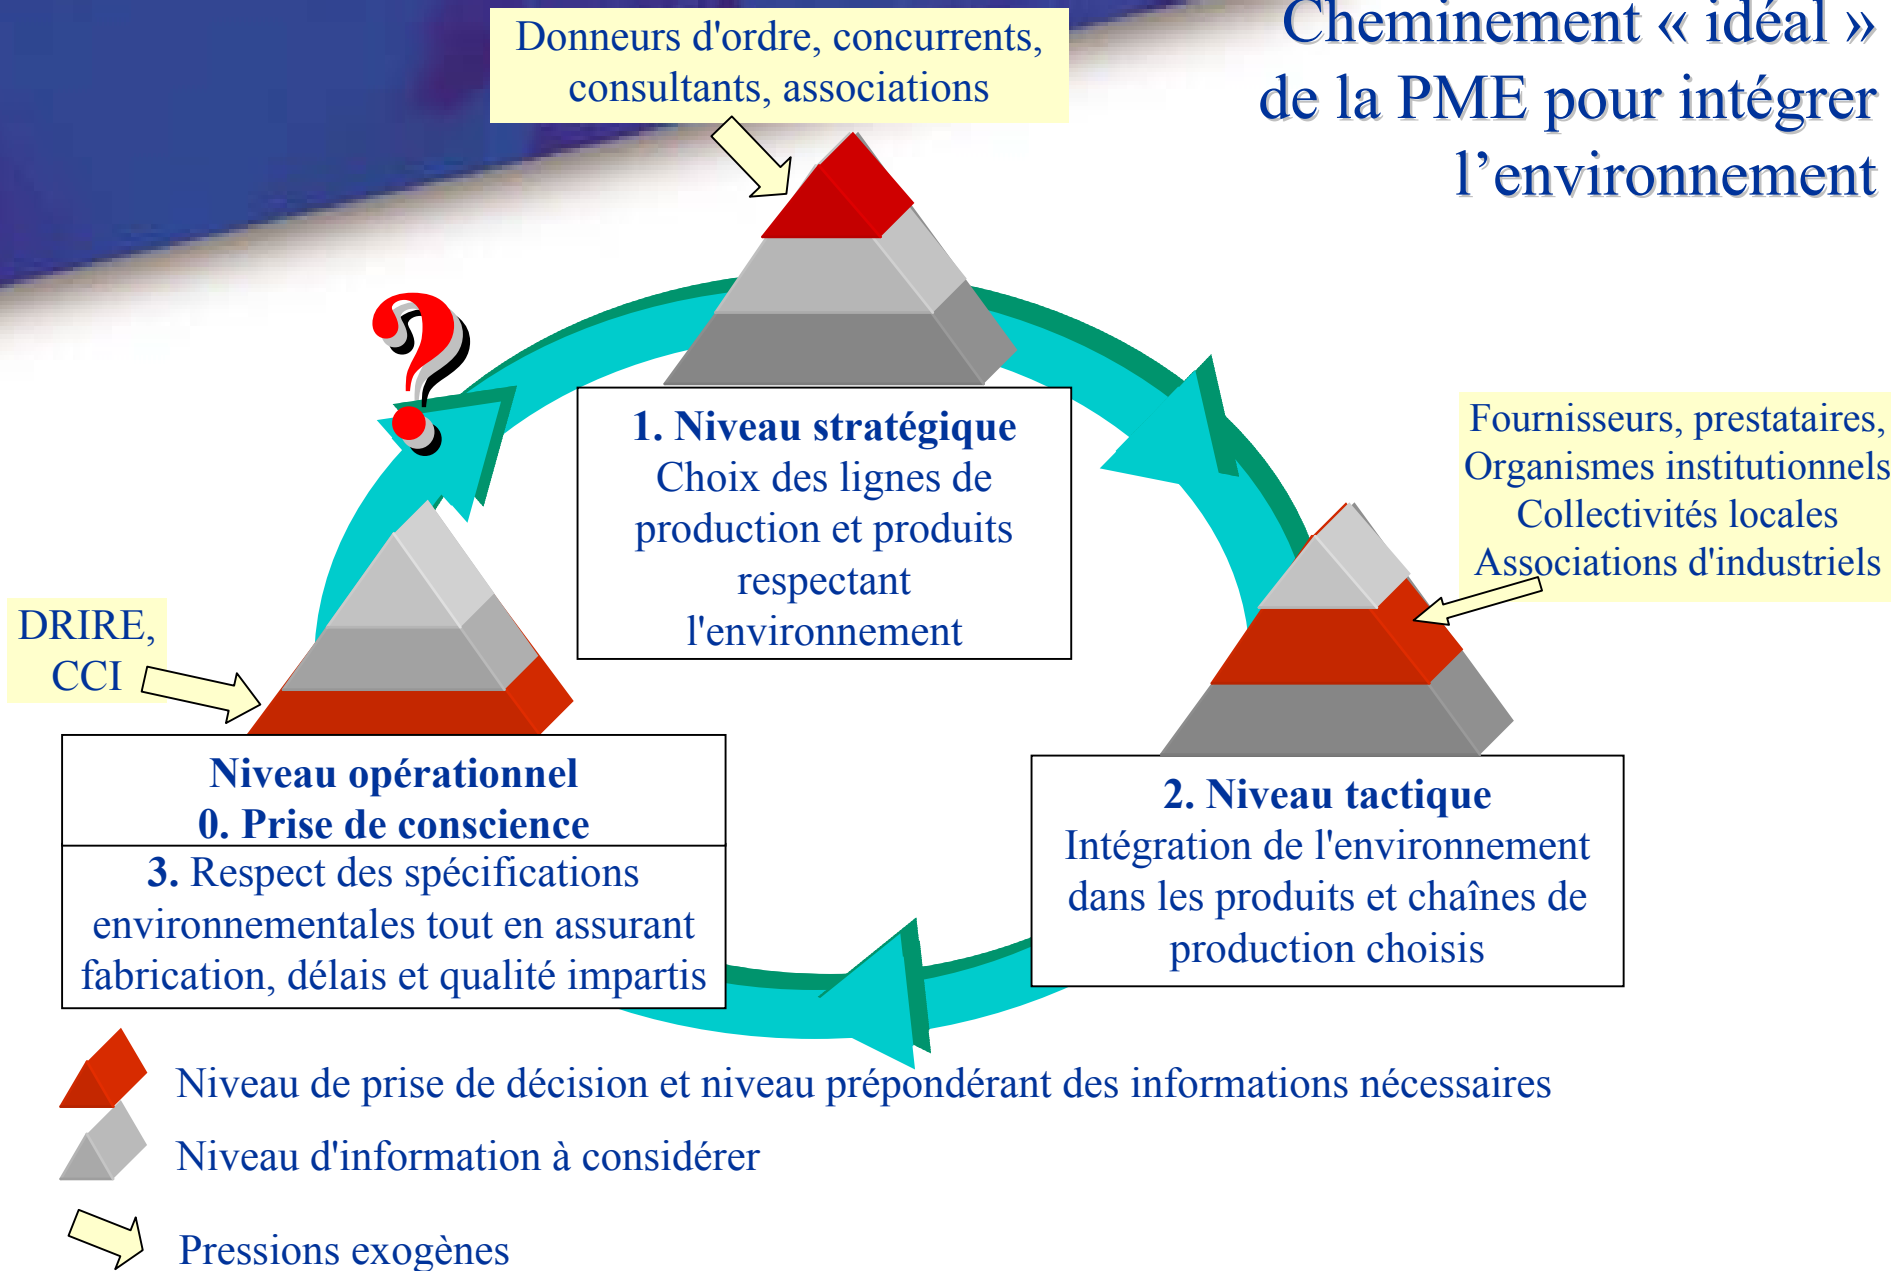 Cheminement « idéal »
de la PME pour intégrer
l’environnement
Donneurs d'ordre, concurrents,
consultants, associations
?
1. Niveau stratégique
Choix des lignes de
production et produits
respectant
l'environnement
Fournisseurs, prestataires,
Organismes institutionnels
Collectivités locales
Associations d'industriels
DRIRE,
CCI
Niveau opérationnel
0. Prise de conscience
3. Respect des spécifications
environnementales tout en assurant
fabrication, délais et qualité impartis
2. Niveau tactique
Intégration de l'environnement
dans les produits et chaînes de
production choisis
Niveau de prise de décision et niveau prépondérant des informations nécessaires
Niveau d'information à considérer
Pressions exogènes